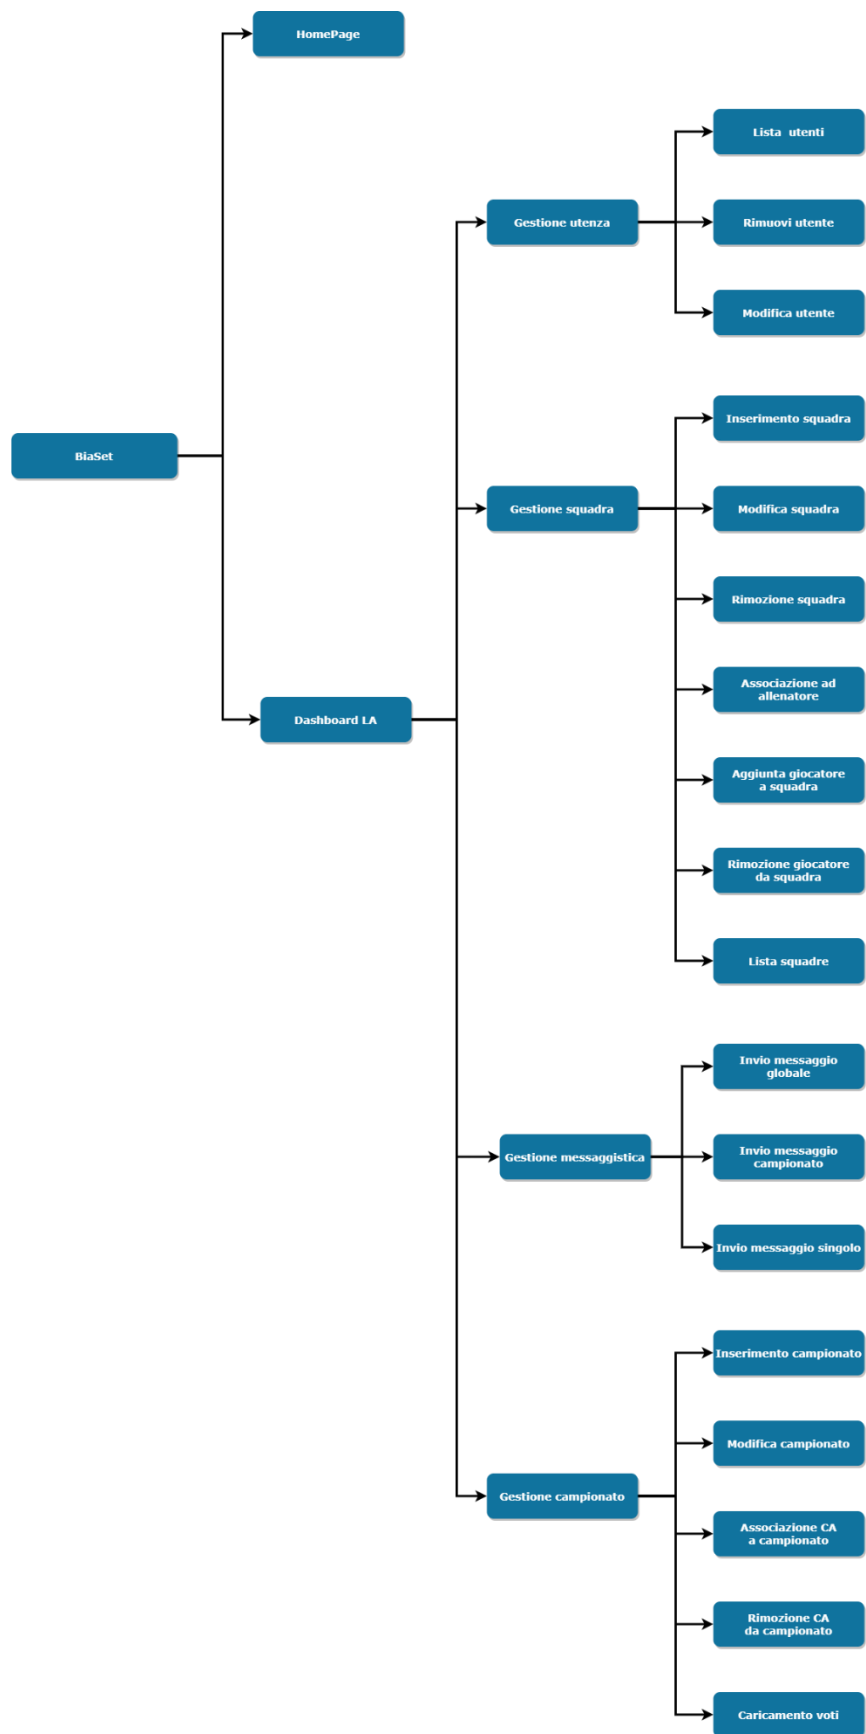 HomePage
Lista utenti
Gestione utenza
Rimuovi utente
Modifica utente
Inserimento squadra
BiaSet
Gestione squadra
Modifica squadra
Rimozione squadra
Associazione ad
allenatore
Dashboard LA
Aggiunta giocatore
a squadra
Rimozione giocatore
da squadra
Lista squadre
Invio messaggio
globale
Gestione messaggistica
Invio messaggio
campionato
Invio messaggio singolo
Inserimento campionato
Modifica campionato
Gestione campionato
Associazione CA
a campionato
Rimozione CA
da campionato
Caricamento voti